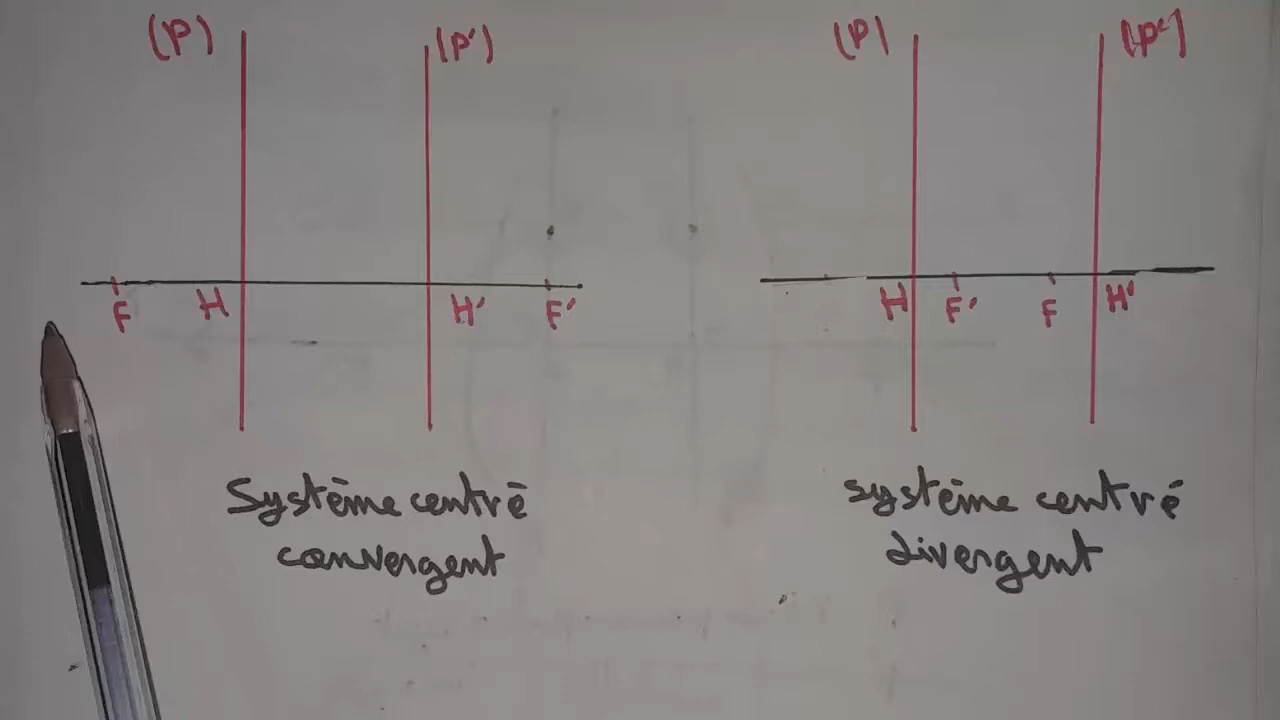 (P) (P') (P) (P')
F H H' F' H F' F H'
Système centré système centré
convergent divergent